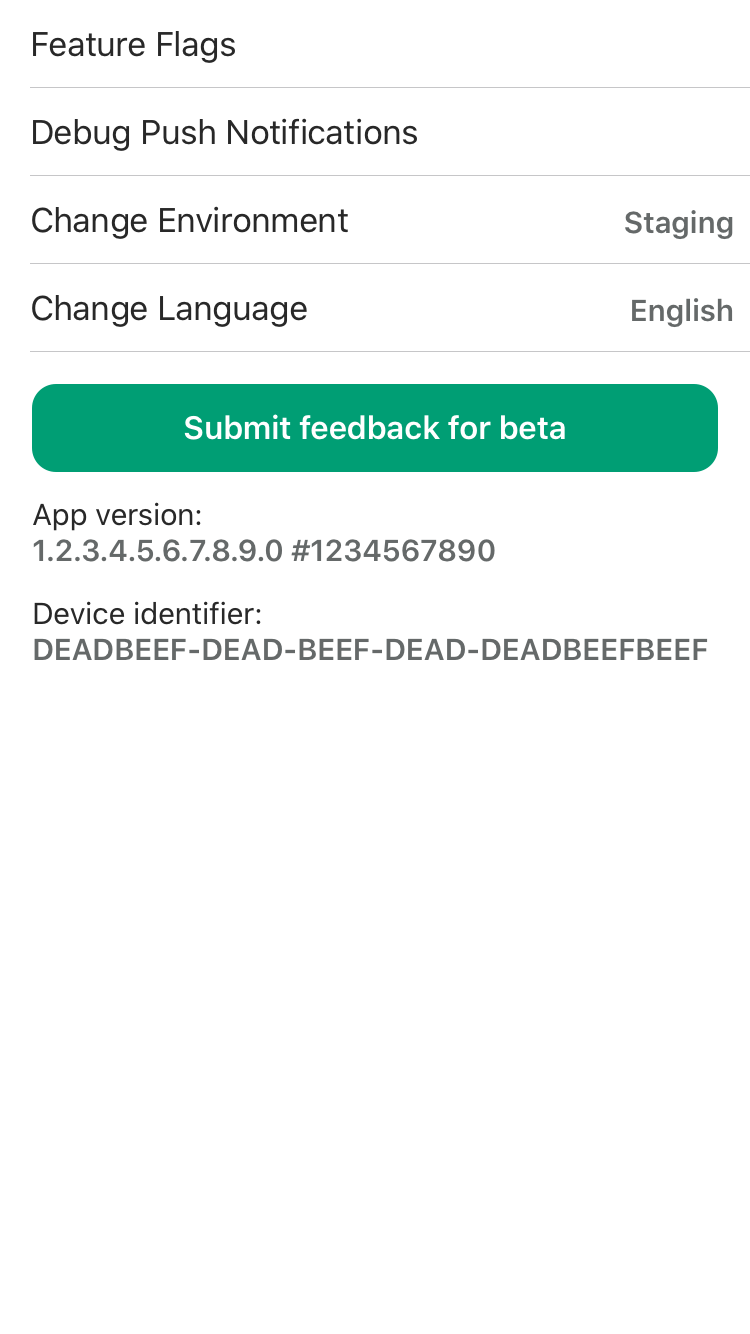 Feature Flags
Debug Push Notifications
Change Environment Staging
Change Language English
Submit feedback for beta
App version:
1.2.3.4.5.6.7.8.9.0 #1234567890
Device identifier:
DEADBEEF-DEAD-BEEF-DEAD-DEADBEEFBEEF